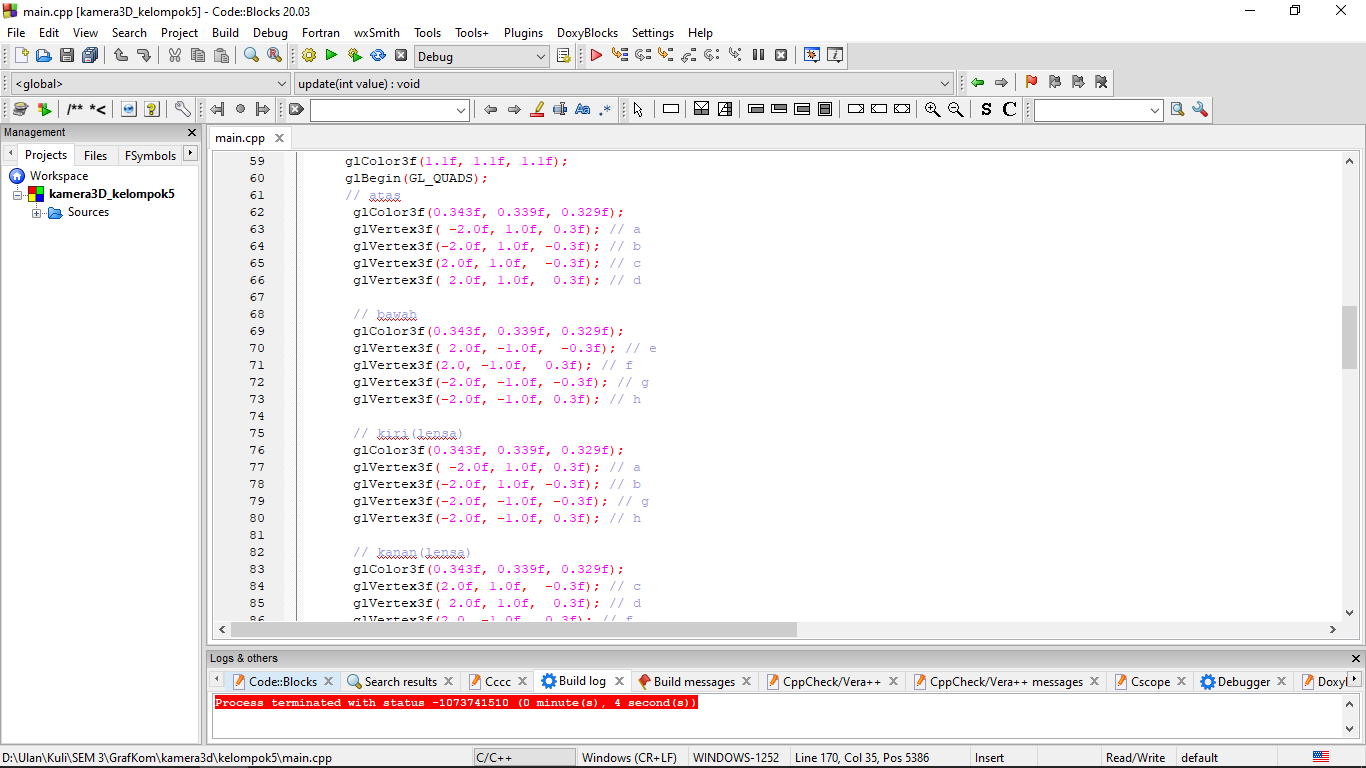 main.cpp [kamera3D_kelompok5] - Code::Blocks 20.03
File Edit View Search Project Build Debug Fortran wxSmith Tools Tools+ Plugins DoxyBlocks Settings Help
Debug
<global> update(int value) : void
/** *< S C
Management
Projects Files FSymbols
Workspace
kamera3D_kelompok5
Sources
main.cpp
59 glColor3f(1.1f, 1.1f, 1.1f);
60 glBegin(GL_QUADS);
61 // atas
62 glColor3f(0.343f, 0.339f, 0.329f);
63 glVertex3f( -2.0f, 1.0f, 0.3f); // a
64 glVertex3f(-2.0f, 1.0f, -0.3f); // b
65 glVertex3f(2.0f, 1.0f,  -0.3f); // c
66 glVertex3f( 2.0f, 1.0f,  0.3f); // d
67
68 // bawah
69 glColor3f(0.343f, 0.339f, 0.329f);
70 glVertex3f( 2.0f, -1.0f,  -0.3f); // e
71 glVertex3f(2.0, -1.0f,  0.3f); // f
72 glVertex3f(-2.0f, -1.0f, -0.3f); // g
73 glVertex3f(-2.0f, -1.0f, 0.3f); // h
74
75 // kiri(lensa)
76 glColor3f(0.343f, 0.339f, 0.329f);
77 glVertex3f( -2.0f, 1.0f, 0.3f); // a
78 glVertex3f(-2.0f, 1.0f, -0.3f); // b
79 glVertex3f(-2.0f, -1.0f, -0.3f); // g
80 glVertex3f(-2.0f, -1.0f, 0.3f); // h
81
82 // kanan(lensa)
83 glColor3f(0.343f, 0.339f, 0.329f);
84 glVertex3f(2.0f, 1.0f,  -0.3f); // c
85 glVertex3f( 2.0f, 1.0f,  0.3f); // d
86 glVertex3f(2.0, -1.0f,  0.3f); // f
Logs & others
Code::Blocks Search results Cccc Build log Build messages CppCheck/Vera++ CppCheck/Vera++ messages Cscope Debugger Doxyl
Process terminated with status -1073741510 (0 minute(s), 4 second(s))
D:\Ulan\Kuli\SEM 3\GrafKom\kamera3d\kelompok5\main.cpp C/C++ Windows (CR+LF) WINDOWS-1252 Line 170, Col 35, Pos 5386 Insert Read/Write default